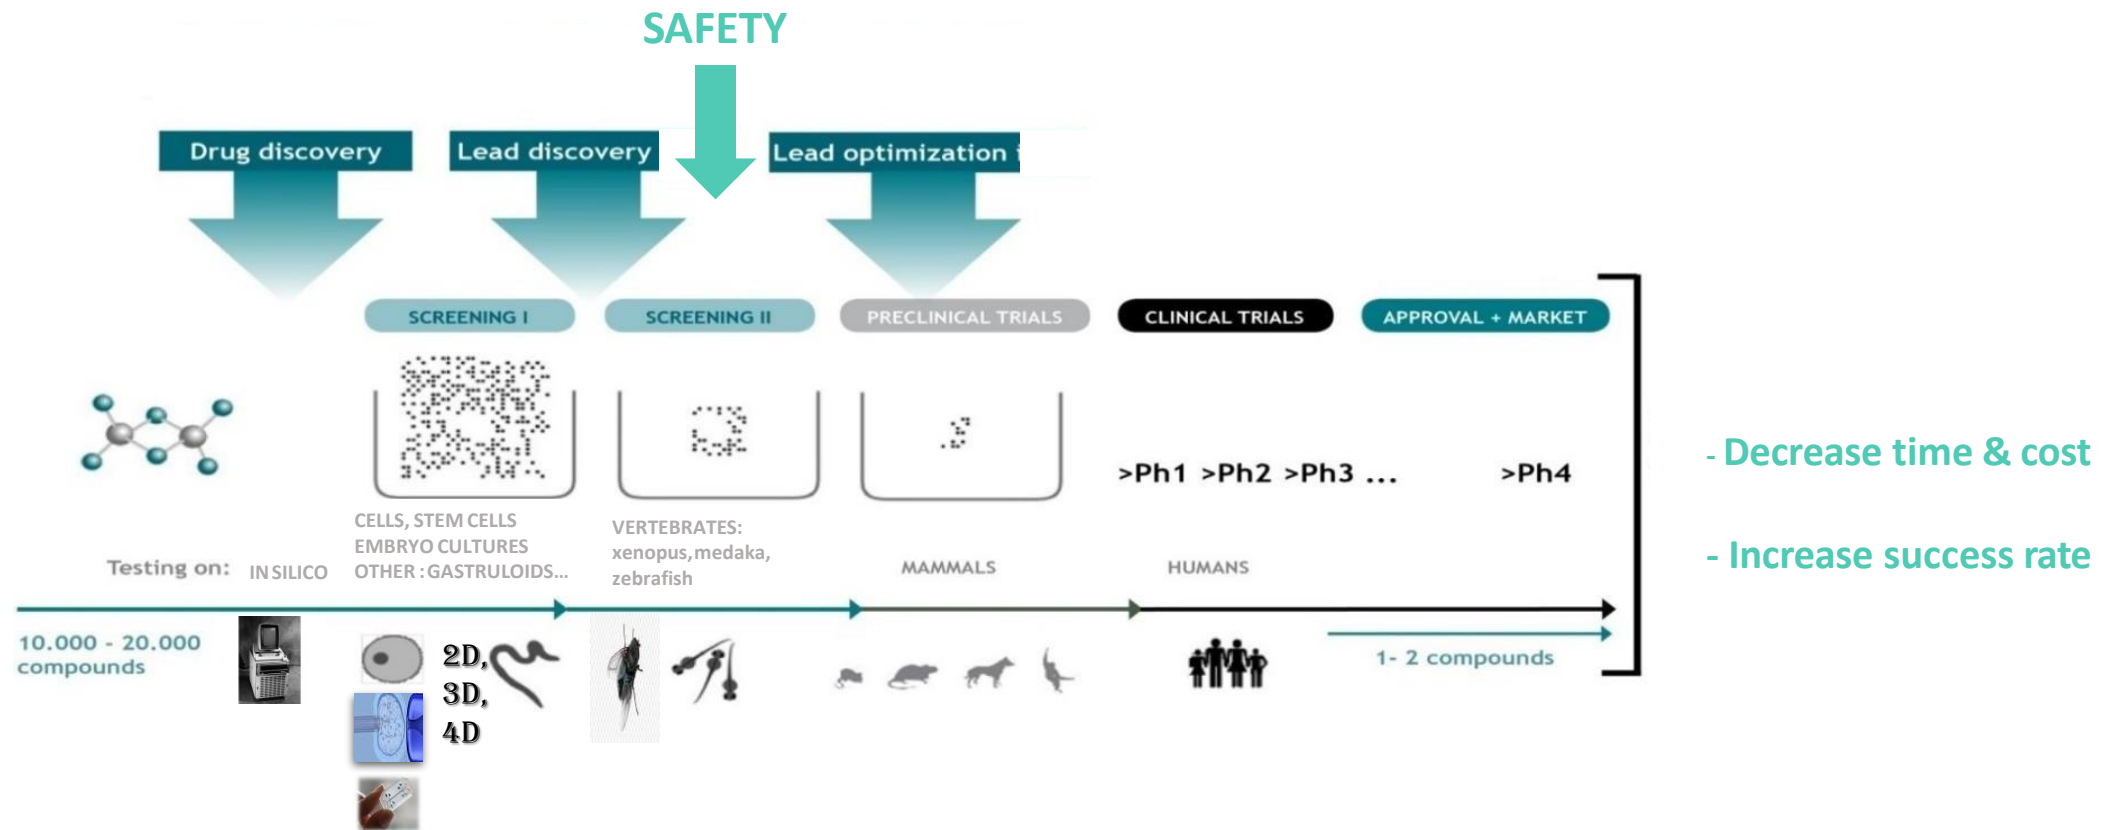 SAFETY
Drug discovery
Lead discovery
Lead optimization i
SCREENING I
SCREENING II
PRECLINICAL TRIALS
CLINICAL TRIALS
APPROVAL + MARKET
>Ph1 >Ph2 >Ph3 ...
>Ph4
- Decrease time & cost
- Increase success rate
Testing on:
IN SILICO
CELLS, STEM CELLS
EMBRYO CULTURES
OTHER : GASTRULOIDS...
VERTEBRATES:
xenopus, medaka,
zebrafish
MAMMALS
HUMANS
10.000 - 20.000
compounds
2D,
3D,
4D
1- 2 compounds